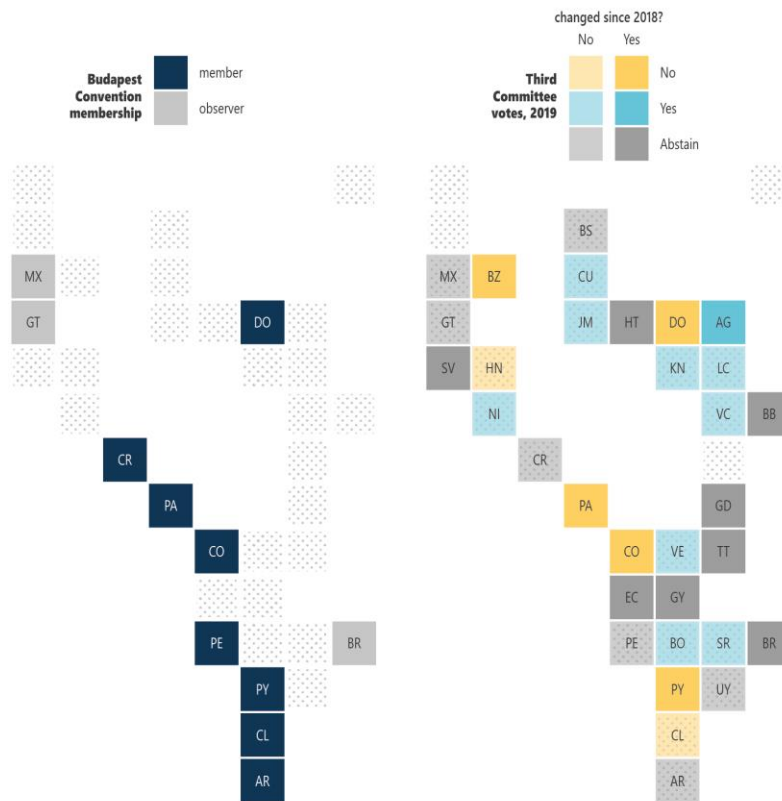 changed since 2018?
No Yes
Budapest Convention membership
member
observer
Third Committee votes, 2019
No
Yes
Abstain
MX
GT DO
CR
PA
CO
PE BR
PY
CL
AR
BS
MX BZ CU
GT JM HT DO AG
SV HN KN LC
NI VC BB
CR
PA GD
CO VE TT
EC GY
PE BO SR BR
PY UY
CL
AR